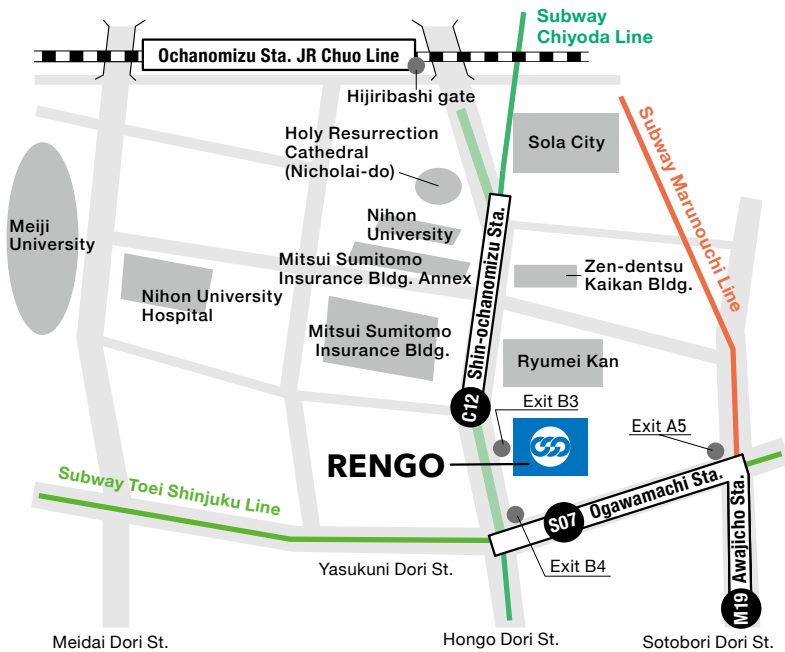 Subway
Chiyoda Line
Ochanomizu Sta. JR Chuo Line
Hijiribashi gate
Holy Resurrection
Cathedral
(Nicholai-do)
Sola City
Subway Marunouchi Line
Meiji
University
Nihon
University
Shin-ochanomizu Sta.
C12
Mitsui Sumitomo
Insurance Bldg. Annex
Zen-dentsu
Kaikan Bldg.
Nihon University
Hospital
Mitsui Sumitomo
Insurance Bldg.
Ryumei Kan
Exit B3
Exit A5
RENGO
Subway Toei Shinjuku Line
S07 Ogawamachi Sta.
Awajicho Sta.
M19
Yasukuni Dori St.
Exit B4
Meidai Dori St.
Hongo Dori St.
Sotobori Dori St.